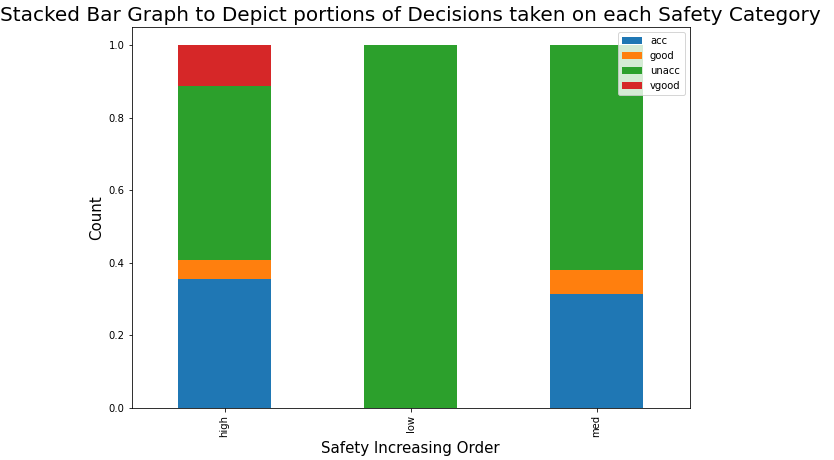 Stacked Bar Graph to Depict portions of Decisions taken on each Safety Category
acc
good
unacc
vgood
1.0
0.8
0.6
0.4
0.2
0.0
Count
high
low
med
Safety Increasing Order